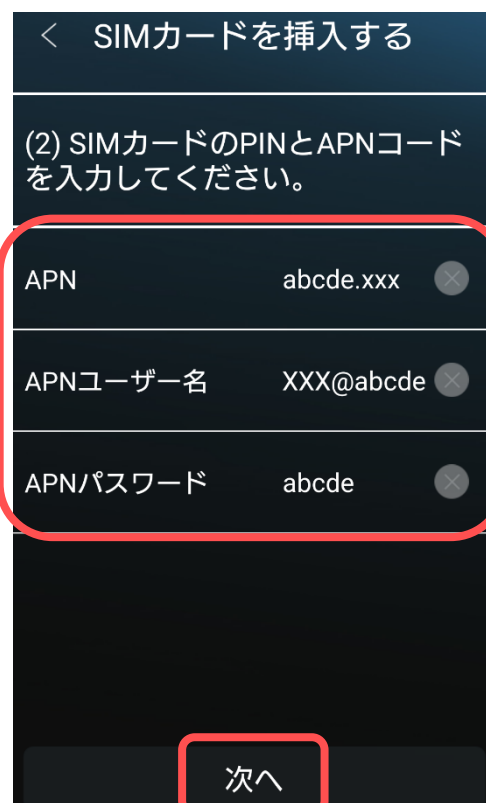 SIMカードを挿入する
(2) SIMカードのPINとAPNコード
を入力してください。
APN abcde.xxx
APNユーザー名 XXX@abcde
APNパスワード abcde
次へ